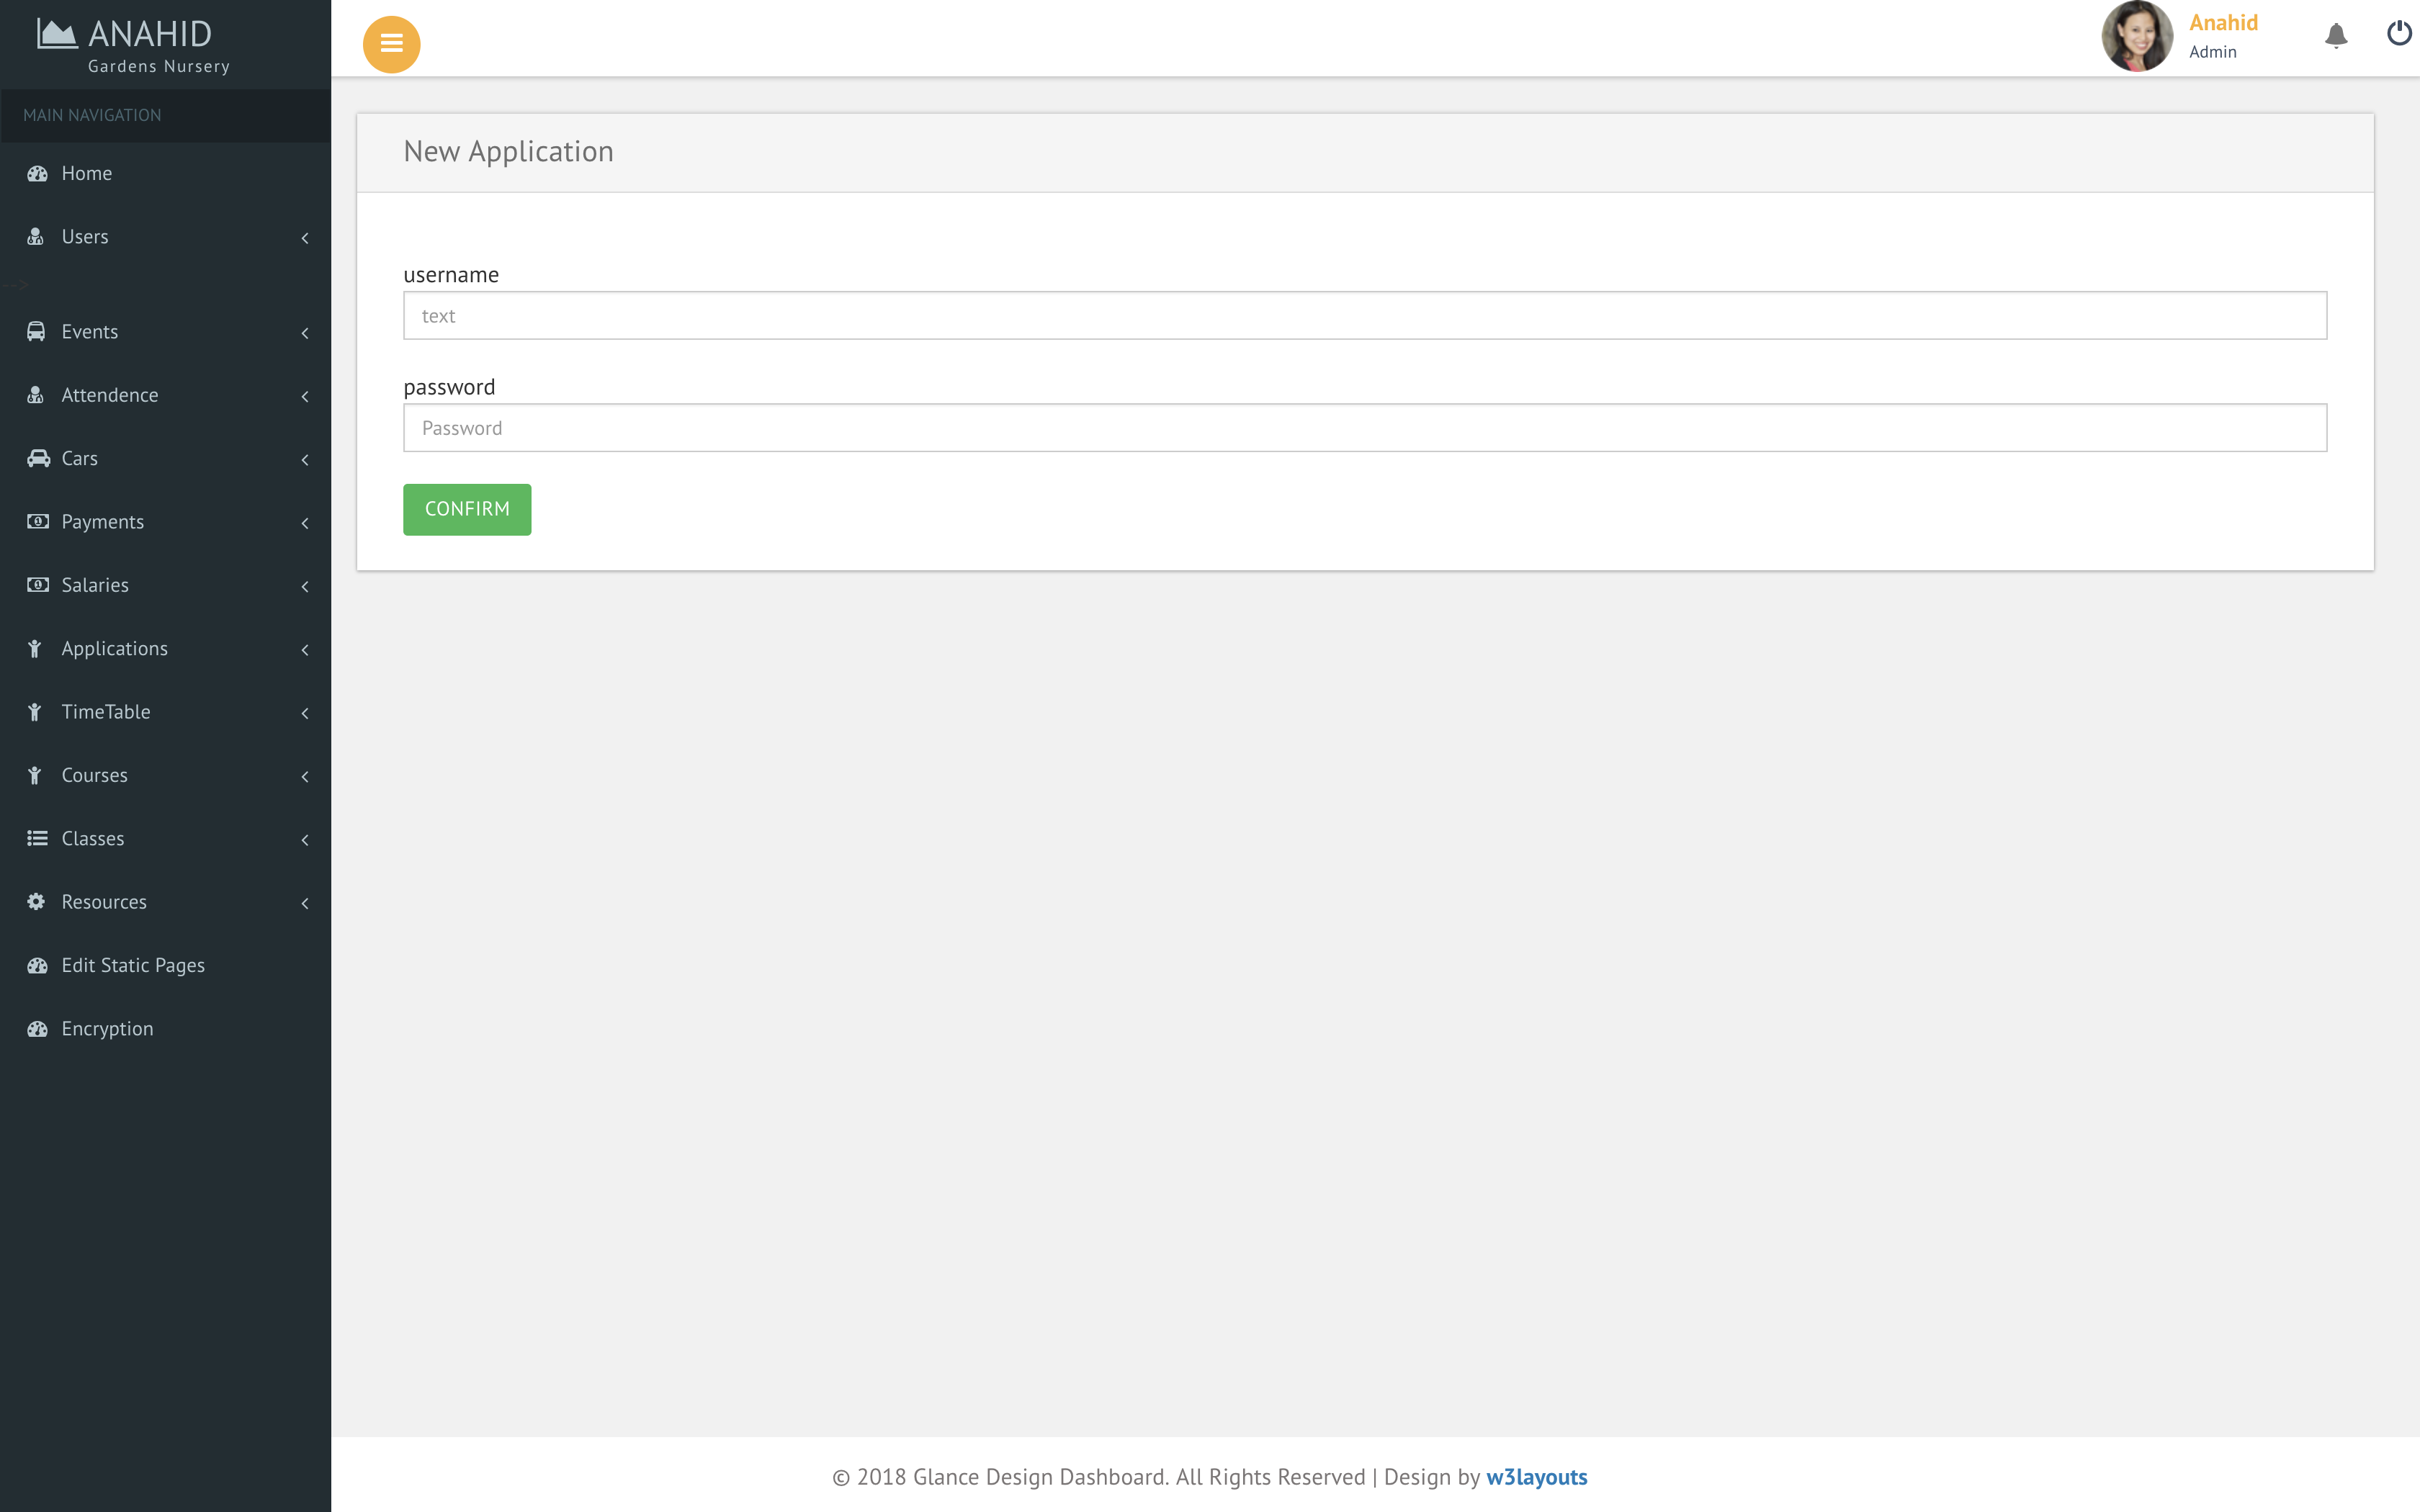 ANAHID
Gardens Nursery
MAIN NAVIGATION
Home
Users
-->
Events
Attendence
Cars
Payments
Salaries
Applications
TimeTable
Courses
Classes
Resources
Edit Static Pages
Encryption
Anahid
Admin
New Application
username
text
password
Password
CONFIRM
© 2018 Glance Design Dashboard. All Rights Reserved | Design by w3layouts